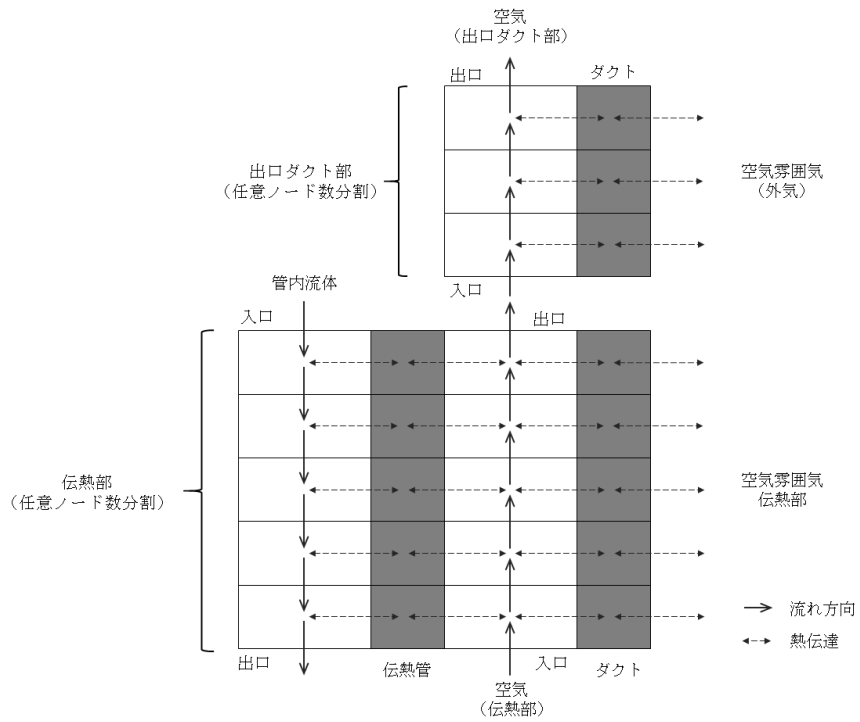 空気
（出口ダクト部）
出口
ダクト
出口ダクト部
（任意ノード数分割）
空気雰囲気
（外気）
管内流体
入口
入口
出口
伝熱部
（任意ノード数分割）
空気雰囲気
伝熱部
流れ方向
熱伝達
出口
伝熱管
入口
ダクト
空気
（伝熱部）